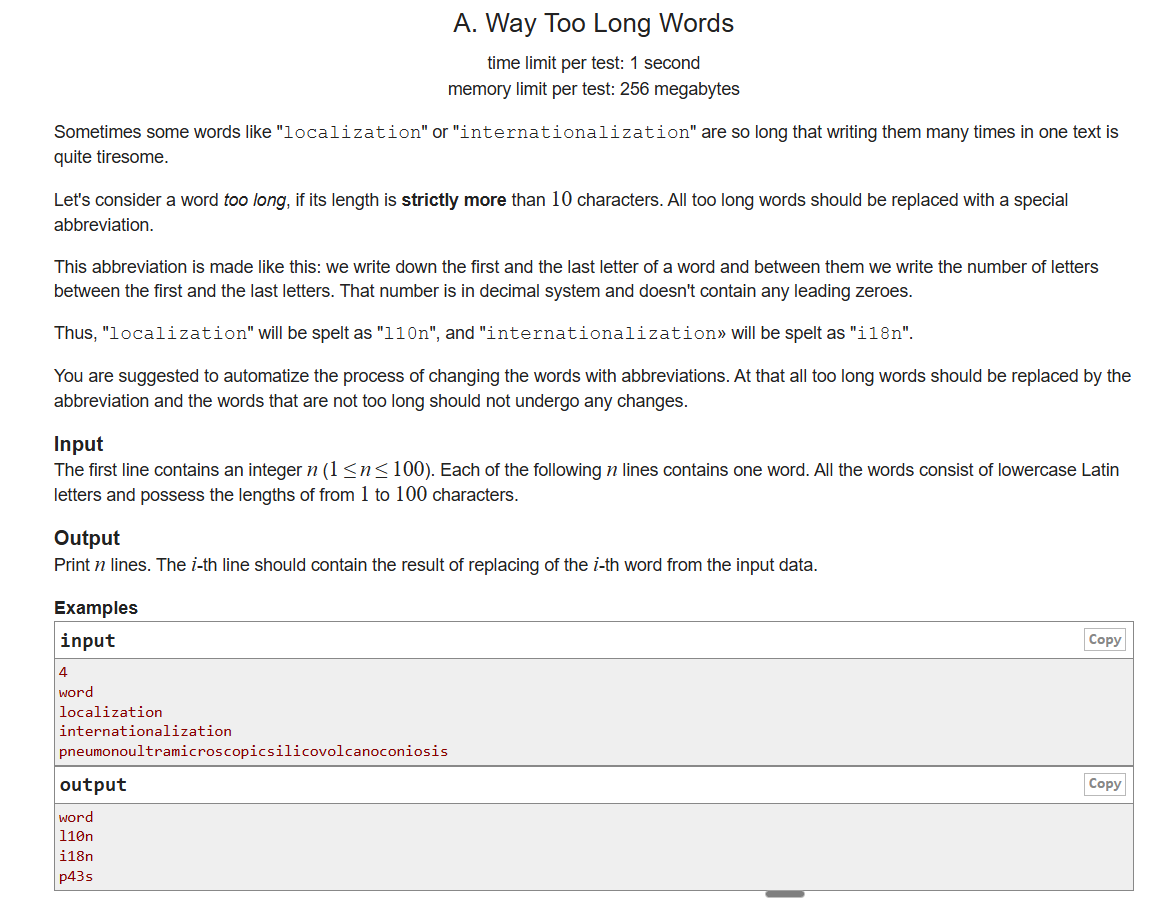 A. Way Too Long Words
time limit per test: 1 second
memory limit per test: 256 megabytes
Sometimes some words like "localization" or "internationalization" are so long that writing them many times in one text is
quite tiresome.
Let's consider a word too long, if its length is strictly more than 10 characters. All too long words should be replaced with a special
abbreviation.
This abbreviation is made like this: we write down the first and the last letter of a word and between them we write the number of letters
between the first and the last letters. That number is in decimal system and doesn't contain any leading zeroes.
Thus, "localization" will be spelt as "l10n", and "internationalization» will be spelt as "i18n".
You are suggested to automatize the process of changing the words with abbreviations. At that all too long words should be replaced by the
abbreviation and the words that are not too long should not undergo any changes.
Input
The first line contains an integer n (1 ≤ n ≤ 100). Each of the following n lines contains one word. All the words consist of lowercase Latin
letters and possess the lengths of from 1 to 100 characters.
Output
Print n lines. The i-th line should contain the result of replacing of the i-th word from the input data.
Examples
input Copy
4
word
localization
internationalization
pneumonoultramicroscopicsilicovolcanoconiosis
output Copy
word
l10n
i18n
p43s